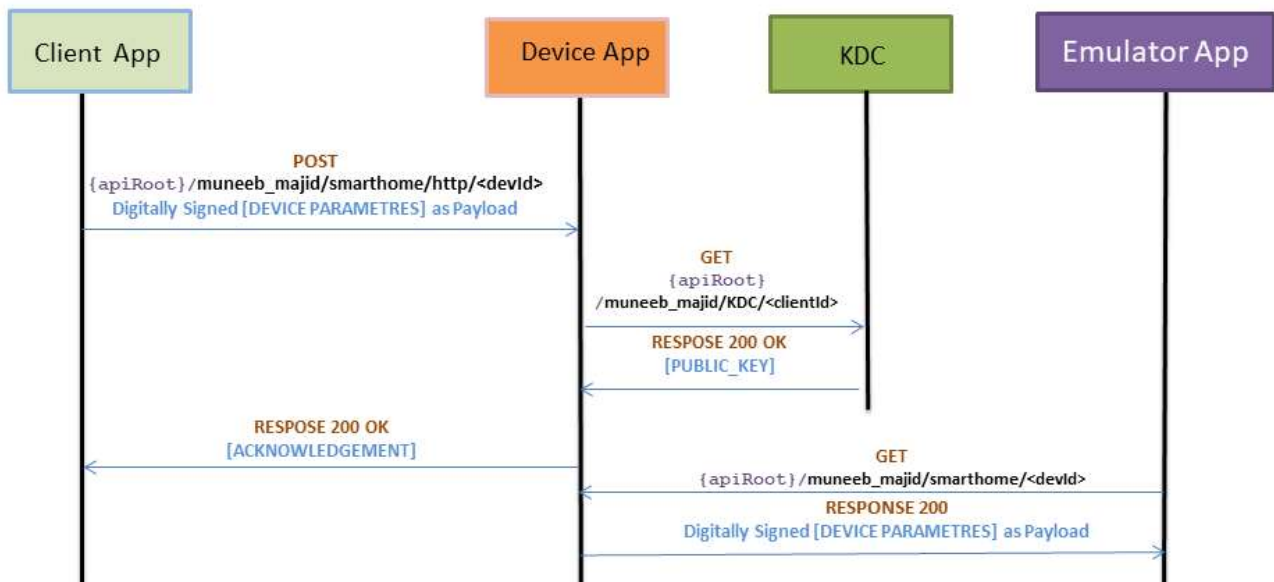 Client App
Device App
KDC
Emulator App
POST
{apiRoot}/muneeb_majid/smarthome/http/<devId>
Digitally Signed [DEVICE PARAMETRES] as Payload
GET
{apiRoot}
/muneeb_majid/KDC/<clientId>
RESPOSE 200 OK
[PUBLIC_KEY]
RESPOSE 200 OK
[ACKNOWLEDGEMENT]
GET
{apiRoot}/muneeb_majid/smarthome/<devId>
RESPONSE 200
Digitally Signed [DEVICE PARAMETRES] as Payload